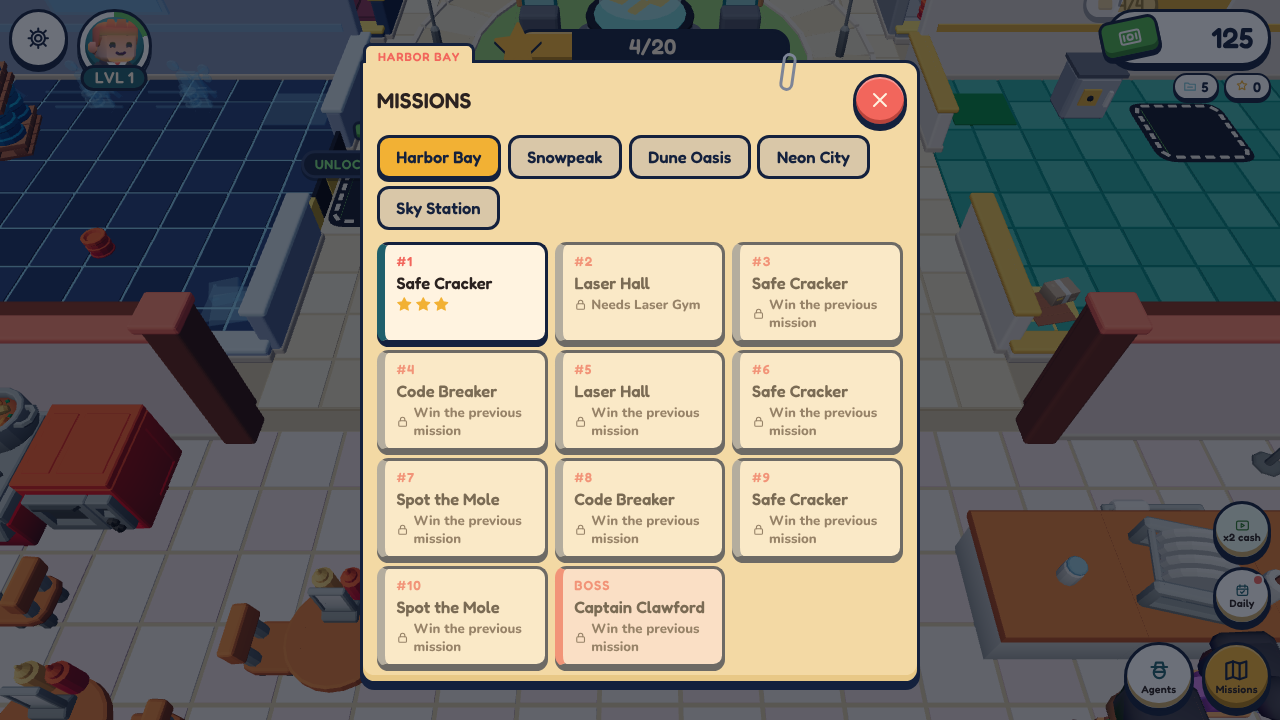 4/4
4/20
125
LVL 1
5
0
UNLOC
HARBOR BAY
MISSIONS
Harbor Bay
Snowpeak
Dune Oasis
Neon City
Sky Station
#1
Safe Cracker
#2
Laser Hall
Needs Laser Gym
#3
Safe Cracker
Win the previous
mission
#4
Code Breaker
Win the previous
mission
#5
Laser Hall
Win the previous
mission
#6
Safe Cracker
Win the previous
mission
#7
Spot the Mole
Win the previous
mission
#8
Code Breaker
Win the previous
mission
#9
Safe Cracker
Win the previous
mission
#10
Spot the Mole
Win the previous
mission
BOSS
Captain Clawford
Win the previous
mission
x2 cash
Daily
Agents
Missions